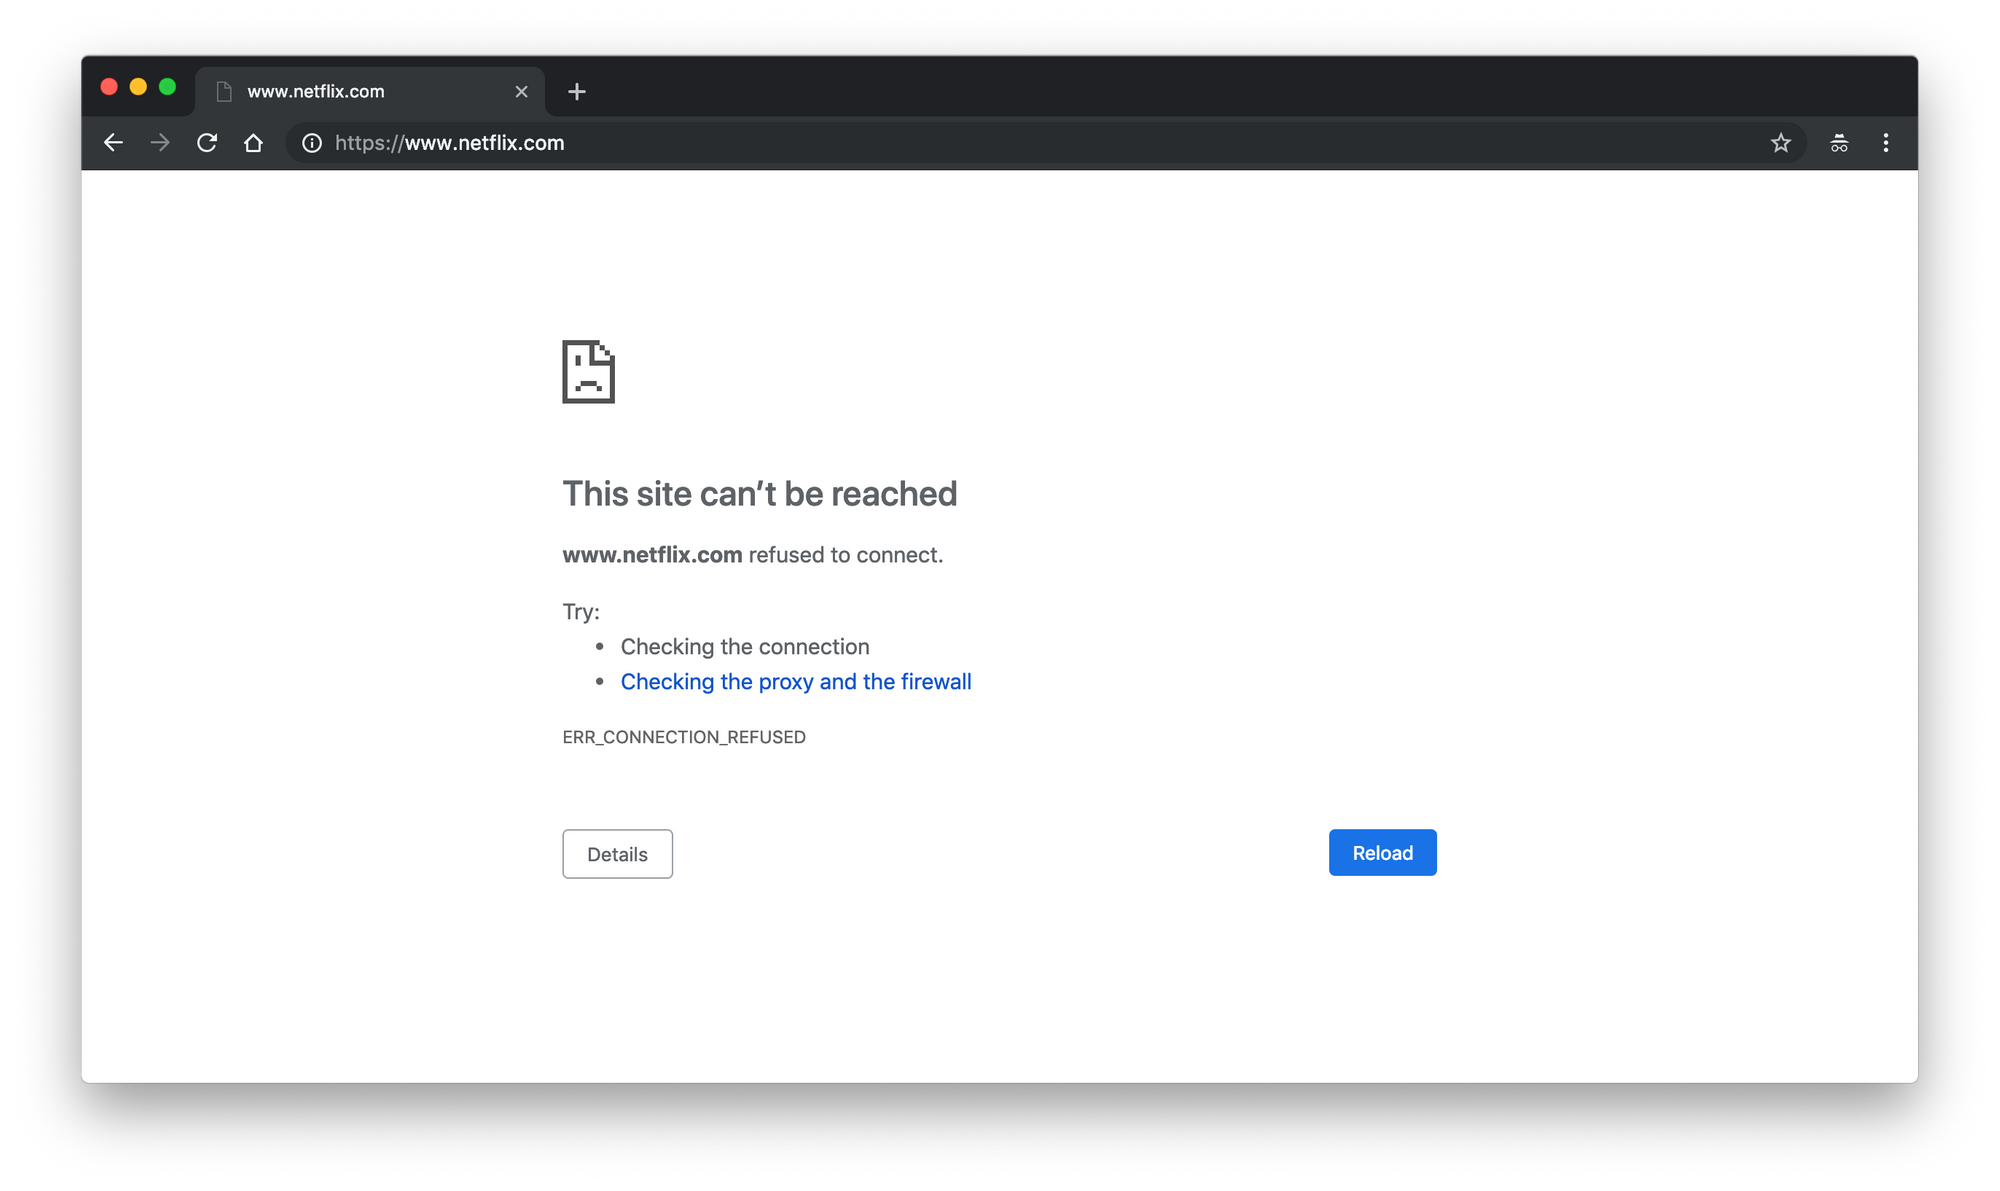 www.netflix.com
https://www.netflix.com
This site can’t be reached
www.netflix.com refused to connect.
Try:
• Checking the connection
• Checking the proxy and the firewall
ERR_CONNECTION_REFUSED
Details
Reload